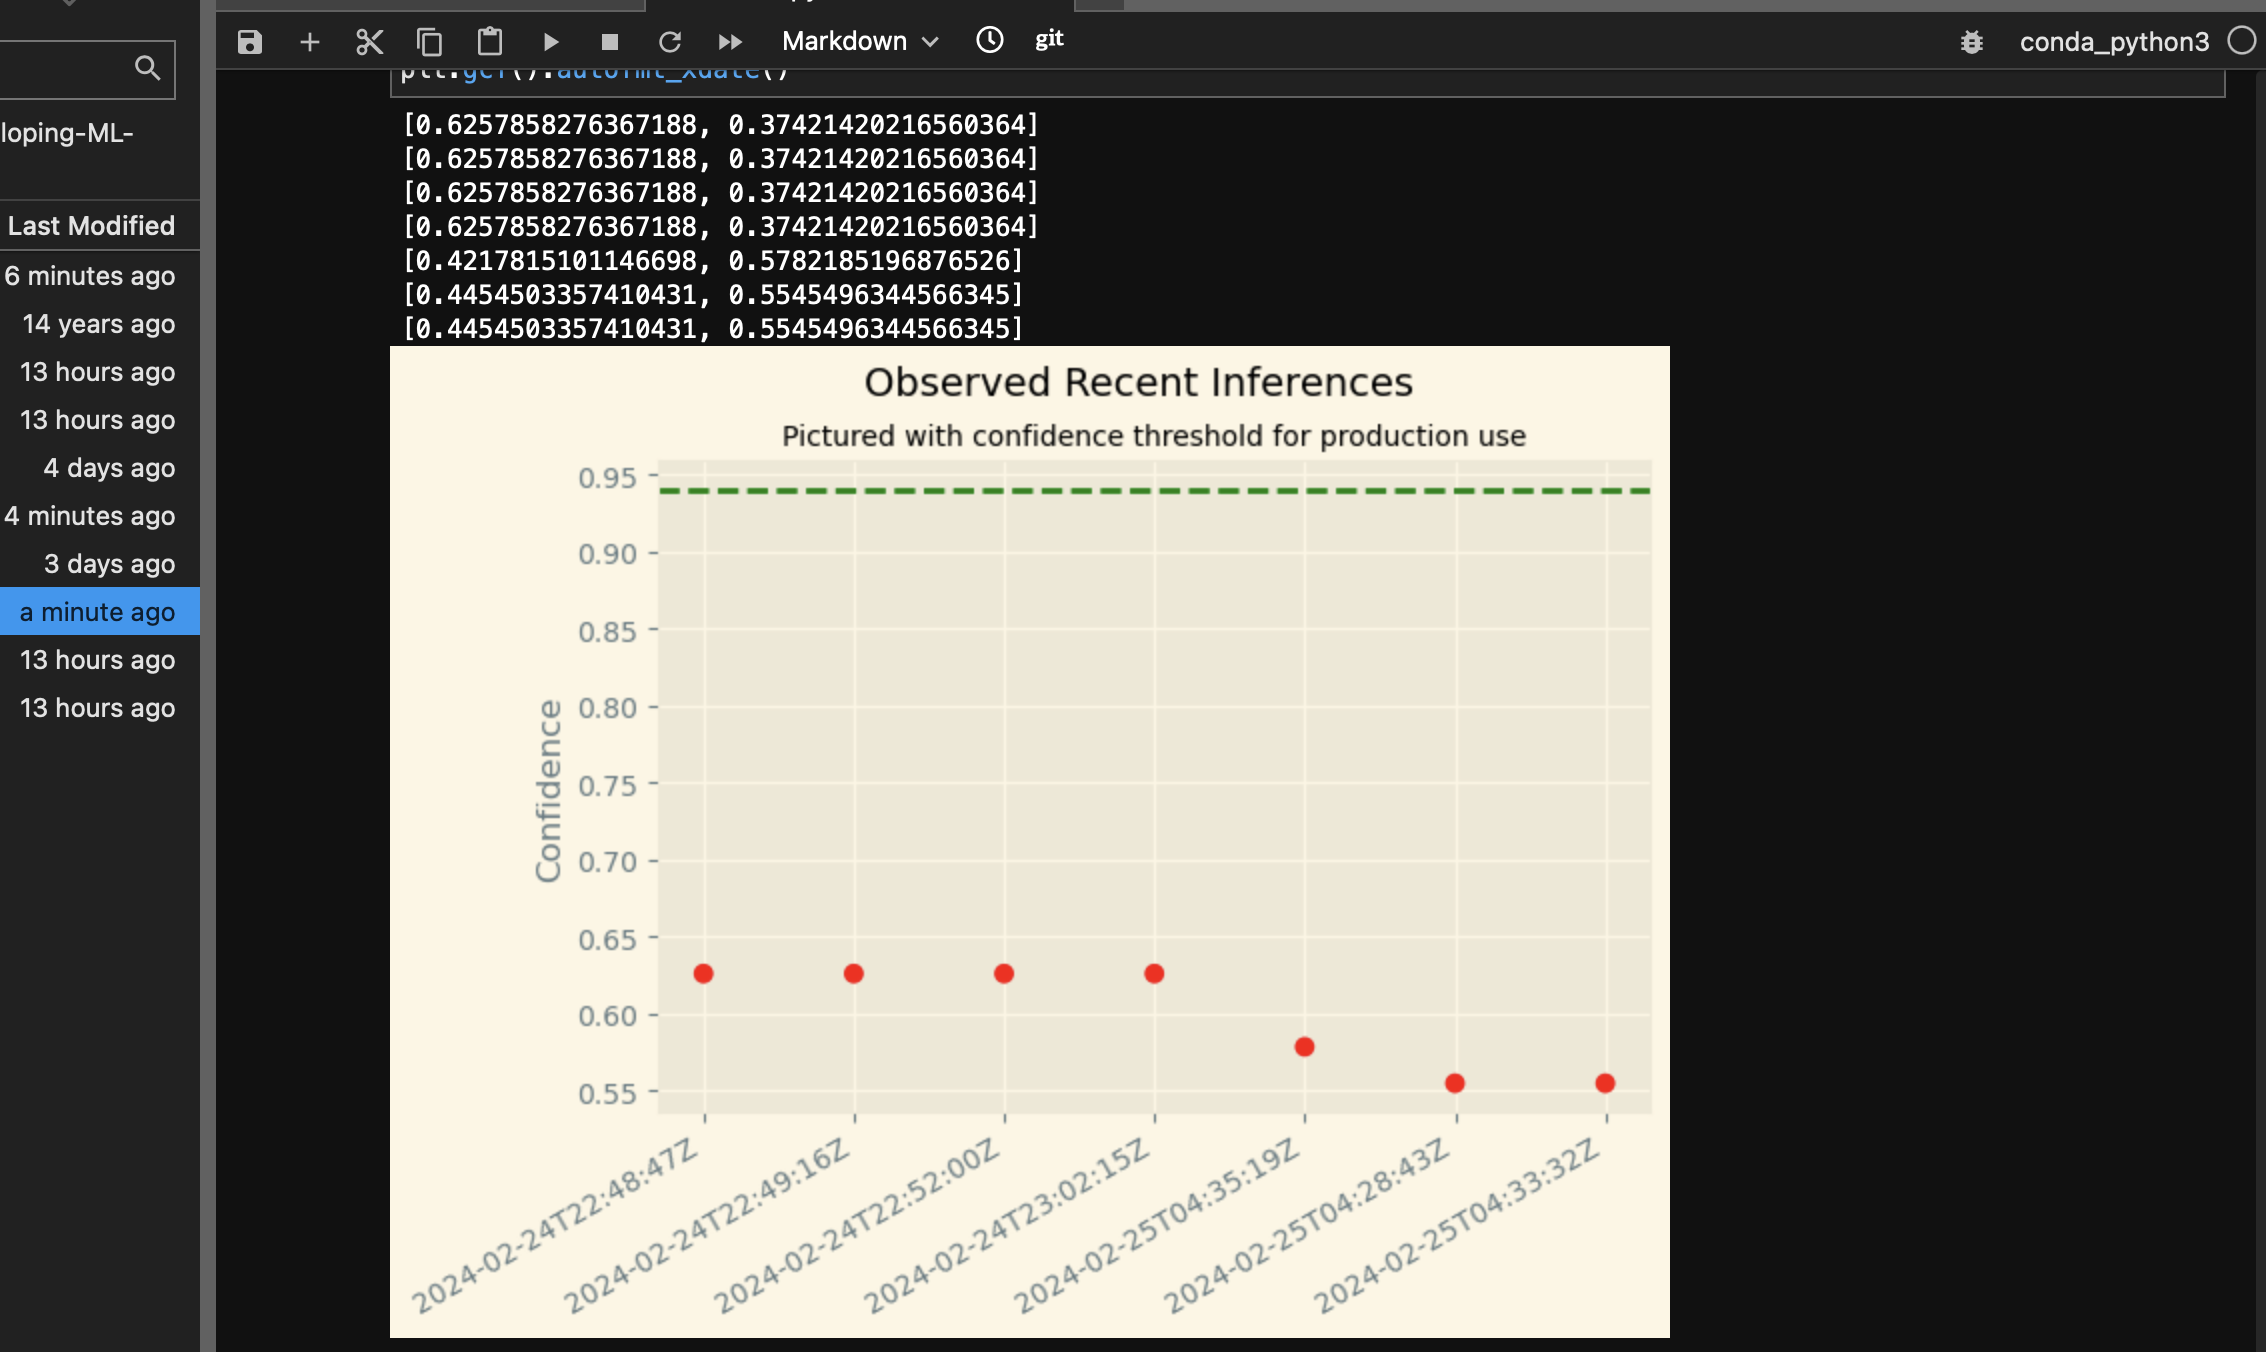 Markdown
git
conda_python3
plt.gcf().autofmt_xdate()
loping-ML-
Last Modified
6 minutes ago
14 years ago
13 hours ago
13 hours ago
4 days ago
4 minutes ago
3 days ago
a minute ago
13 hours ago
13 hours ago
[0.6257858276367188, 0.37421420216560364]
[0.6257858276367188, 0.37421420216560364]
[0.6257858276367188, 0.37421420216560364]
[0.6257858276367188, 0.37421420216560364]
[0.4217815101146698, 0.5782185196876526]
[0.4454503357410431, 0.5545496344566345]
[0.4454503357410431, 0.5545496344566345]
Observed Recent Inferences
Pictured with confidence threshold for production use
0.95
0.90
0.85
0.80
0.75
0.70
0.65
0.60
0.55
Confidence
2024-02-24T22:48:47Z
2024-02-24T22:49:16Z
2024-02-24T22:52:00Z
2024-02-24T23:02:15Z
2024-02-25T04:35:19Z
2024-02-25T04:28:43Z
2024-02-25T04:33:32Z